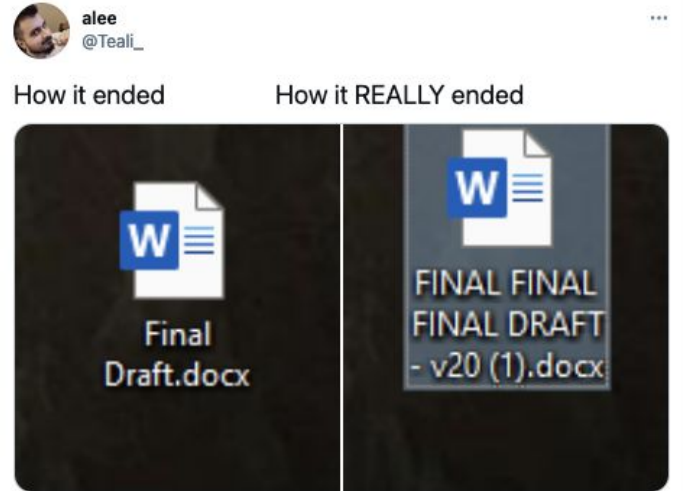 alee
@Teali_
How it ended
How it REALLY ended
W
Final
Draft.docx
W
FINAL FINAL
FINAL DRAFT
- v20 (1).docx